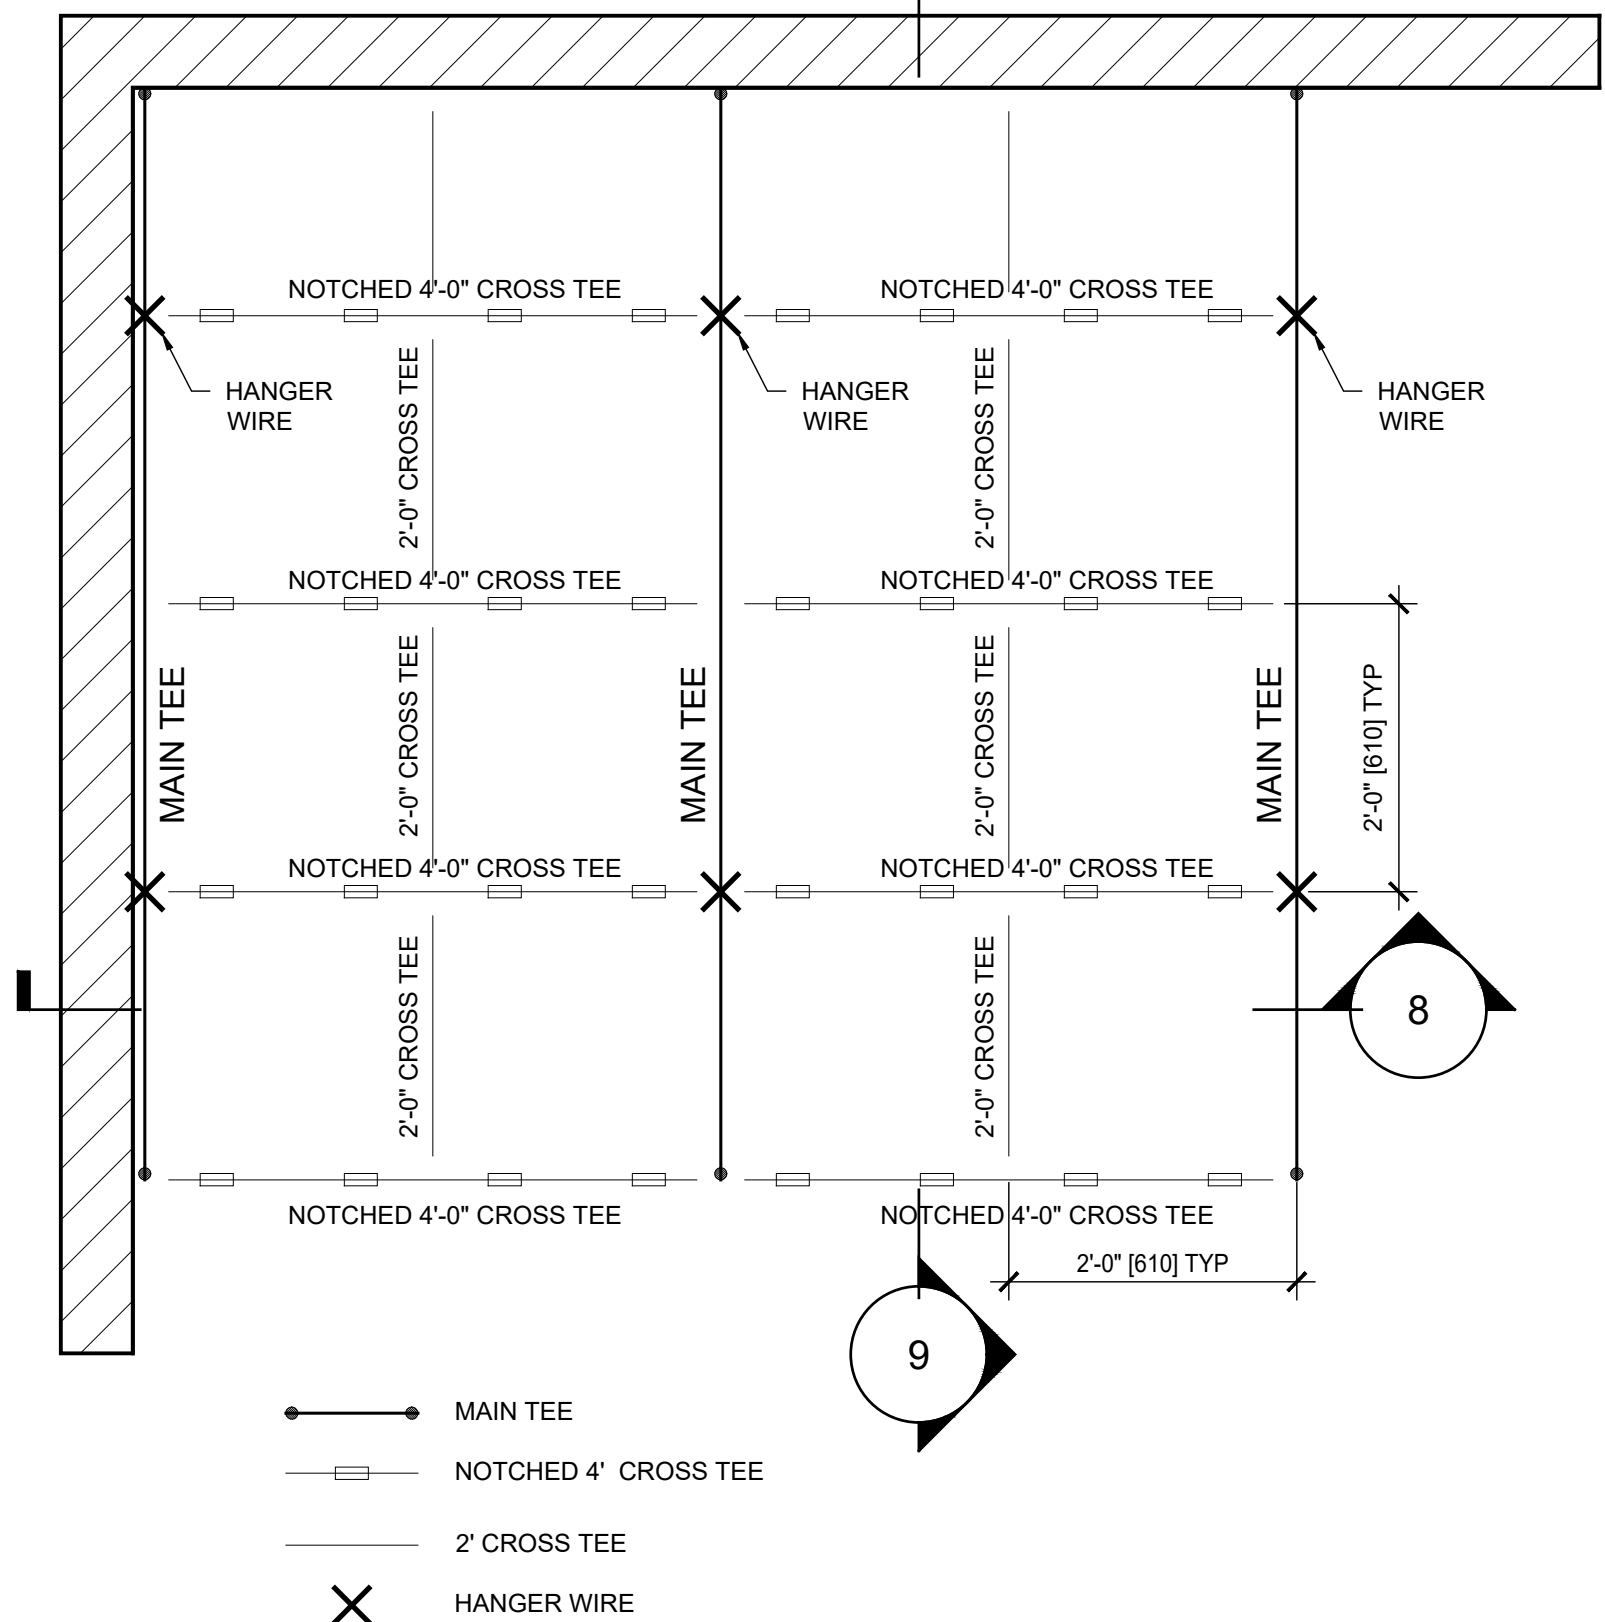 NOTCHED 4'-0" CROSS TEE
NOTCHED 4'-0" CROSS TEE
HANGER
WIRE
HANGER
WIRE
HANGER
WIRE
2'-0" CROSS TEE
2'-0" CROSS TEE
NOTCHED 4'-0" CROSS TEE
NOTCHED 4'-0" CROSS TEE
MAIN TEE
2'-0" CROSS TEE
MAIN TEE
2'-0" CROSS TEE
MAIN TEE
2'-0" [610] TYP
NOTCHED 4'-0" CROSS TEE
NOTCHED 4'-0" CROSS TEE
2'-0" CROSS TEE
2'-0" CROSS TEE
8
NOTCHED 4'-0" CROSS TEE
NOTCHED 4'-0" CROSS TEE
2'-0" [610] TYP
9
MAIN TEE
NOTCHED 4' CROSS TEE
2' CROSS TEE
HANGER WIRE